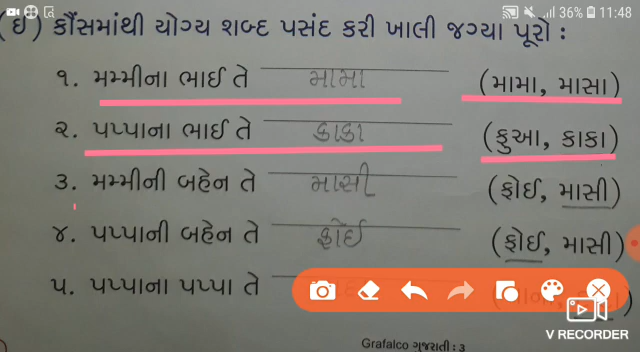 36% 11:48
(ઈ) કૌંસમાંથી યોગ્ય શબ્દ પસંદ કરી ખાલી જગ્યા પૂરો :
૧. મમ્મીના ભાઈ તે મામા (મામા, માસા)
૨. પપ્પાના ભાઈ તે કાકા (ફુઆ, કાકા)
૩. મમ્મીની બહેન તે માસી (ફોઈ, માસી)
૪. પપ્પાની બહેન તે ફોઈ (ફોઈ, માસી)
૫. પપ્પાના પપ્પા તે
V RECORDER
Grafalco ગુજરાતી : 3